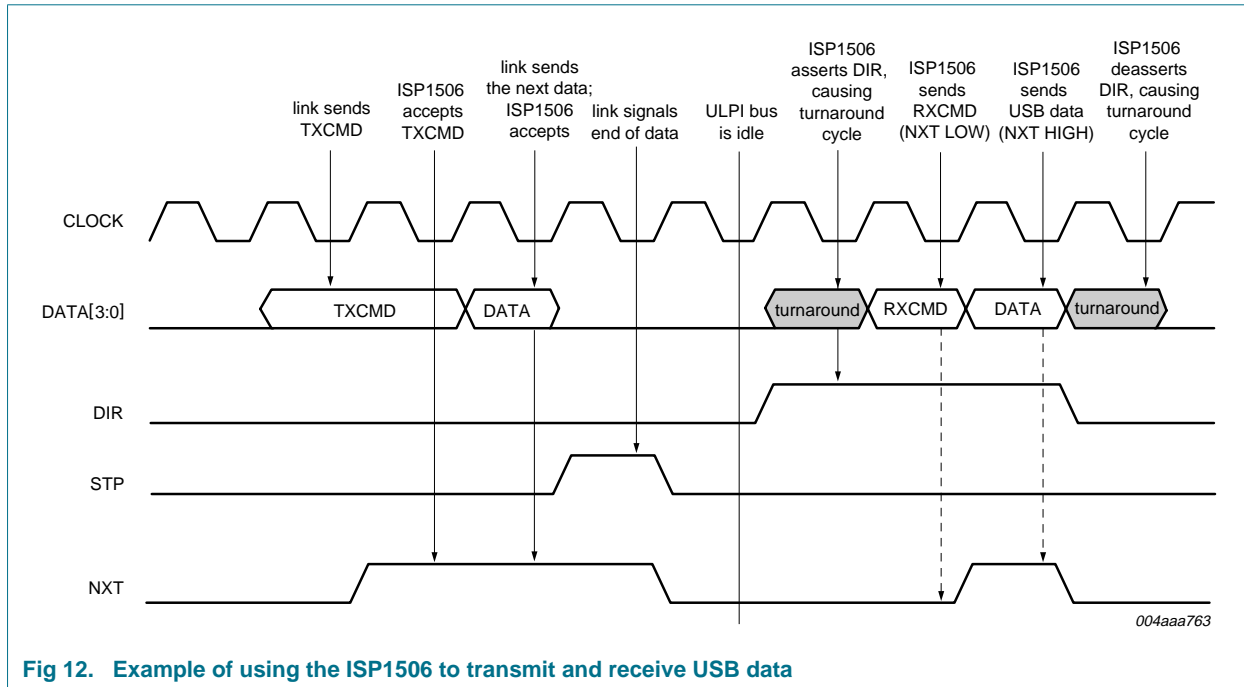 link sends
TXCMD
ISP1506
accepts
TXCMD
link sends
the next data;
ISP1506
accepts
link signals
end of data
ULPI bus
is idle
ISP1506
asserts DIR,
causing
turnaround
cycle
ISP1506
sends
RXCMD
(NXT LOW)
ISP1506
sends
USB data
(NXT HIGH)
ISP1506
deasserts
DIR, causing
turnaround
cycle
CLOCK
DATA[3:0]
TXCMD
DATA
turnaround
RXCMD
DATA
turnaround
DIR
STP
NXT
004aaa763
Fig 12. Example of using the ISP1506 to transmit and receive USB data